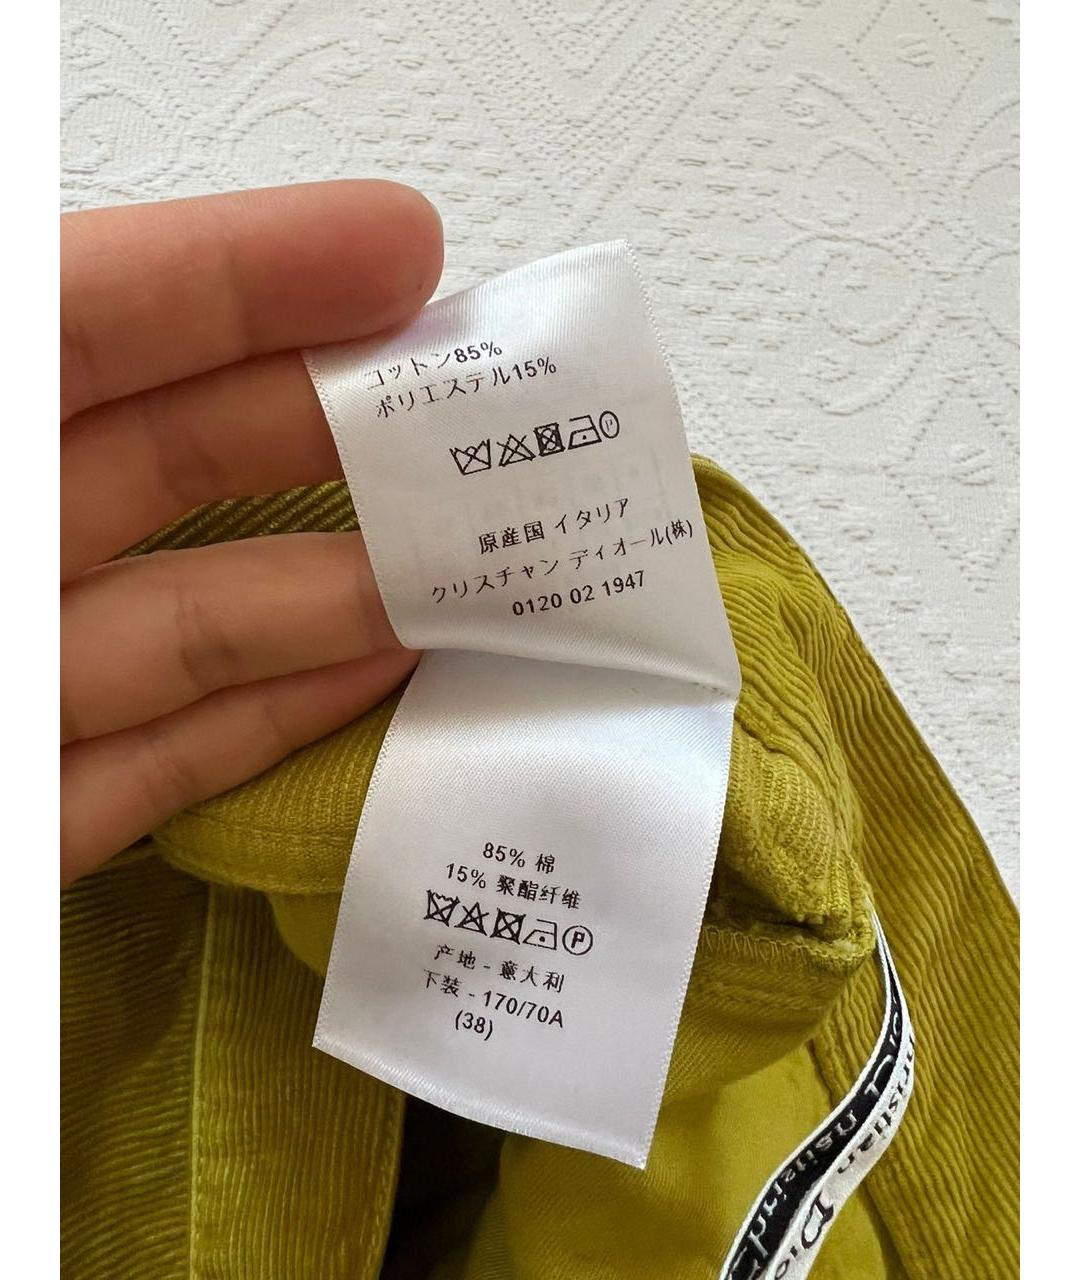 コットン85%
ポリエステル15%
P
原産国 イタリア
クリスチャン ディオール(株)
0120 02 1947
85% 棉
15% 聚酯纤维
P
产地 - 意大利
下装 - 170/70A
(38)
Christian Dior